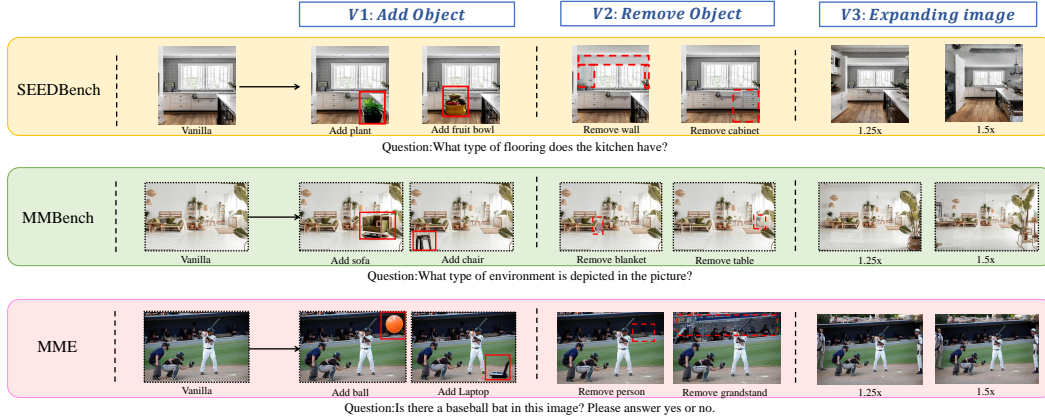 V1: Add Object
V2: Remove Object
V3: Expanding image
SEEDBench
Vanilla
Add plant
Add fruit bowl
Remove wall
Remove cabinet
1.25x
1.5x
Question:What type of flooring does the kitchen have?
MMBench
Vanilla
Add sofa
Add chair
Remove blanket
Remove table
1.25x
1.5x
Question:What type of environment is depicted in the picture?
MME
Vanilla
Add ball
Add Laptop
Remove person
Remove grandstand
1.25x
1.5x
Question:Is there a baseball bat in this image? Please answer yes or no.